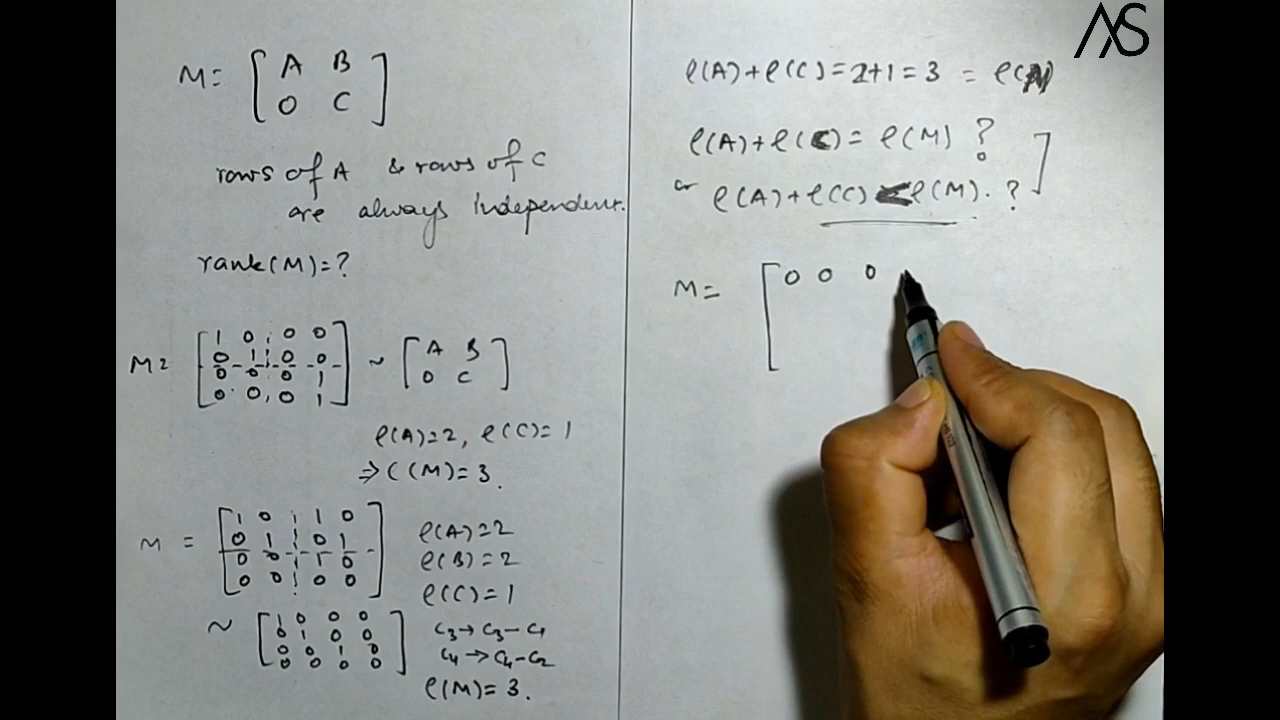 M = [ A B
O C ]
rows of A & rows of C
are always independent.
rank(M)=?
M = [ 1 0 0 0
0 1 0 0
0 0 0 1
0 0 0 1 ] ~ [ A B
O C ]
ℓ(A)=2, ℓ(C)=1
⇒ ℓ(M)=3.
M = [ 1 0 1 0
0 1 0 1
0 0 1 0
0 0 0 0 ]
ℓ(A)=2
ℓ(B)=2
ℓ(C)=1
~ [ 1 0 0 0
0 1 0 0
0 0 1 0
0 0 0 0 ]
C₃→C₃−C₁
C₄→C₄−C₂
ℓ(M)=3.
NS
ℓ(A)+ℓ(C)=2+1=3 = ℓ(M)
ℓ(A)+ℓ(C)=ℓ(M) ?
or ℓ(A)+ℓ(C)<ℓ(M). ?
M = [ 0 0 0